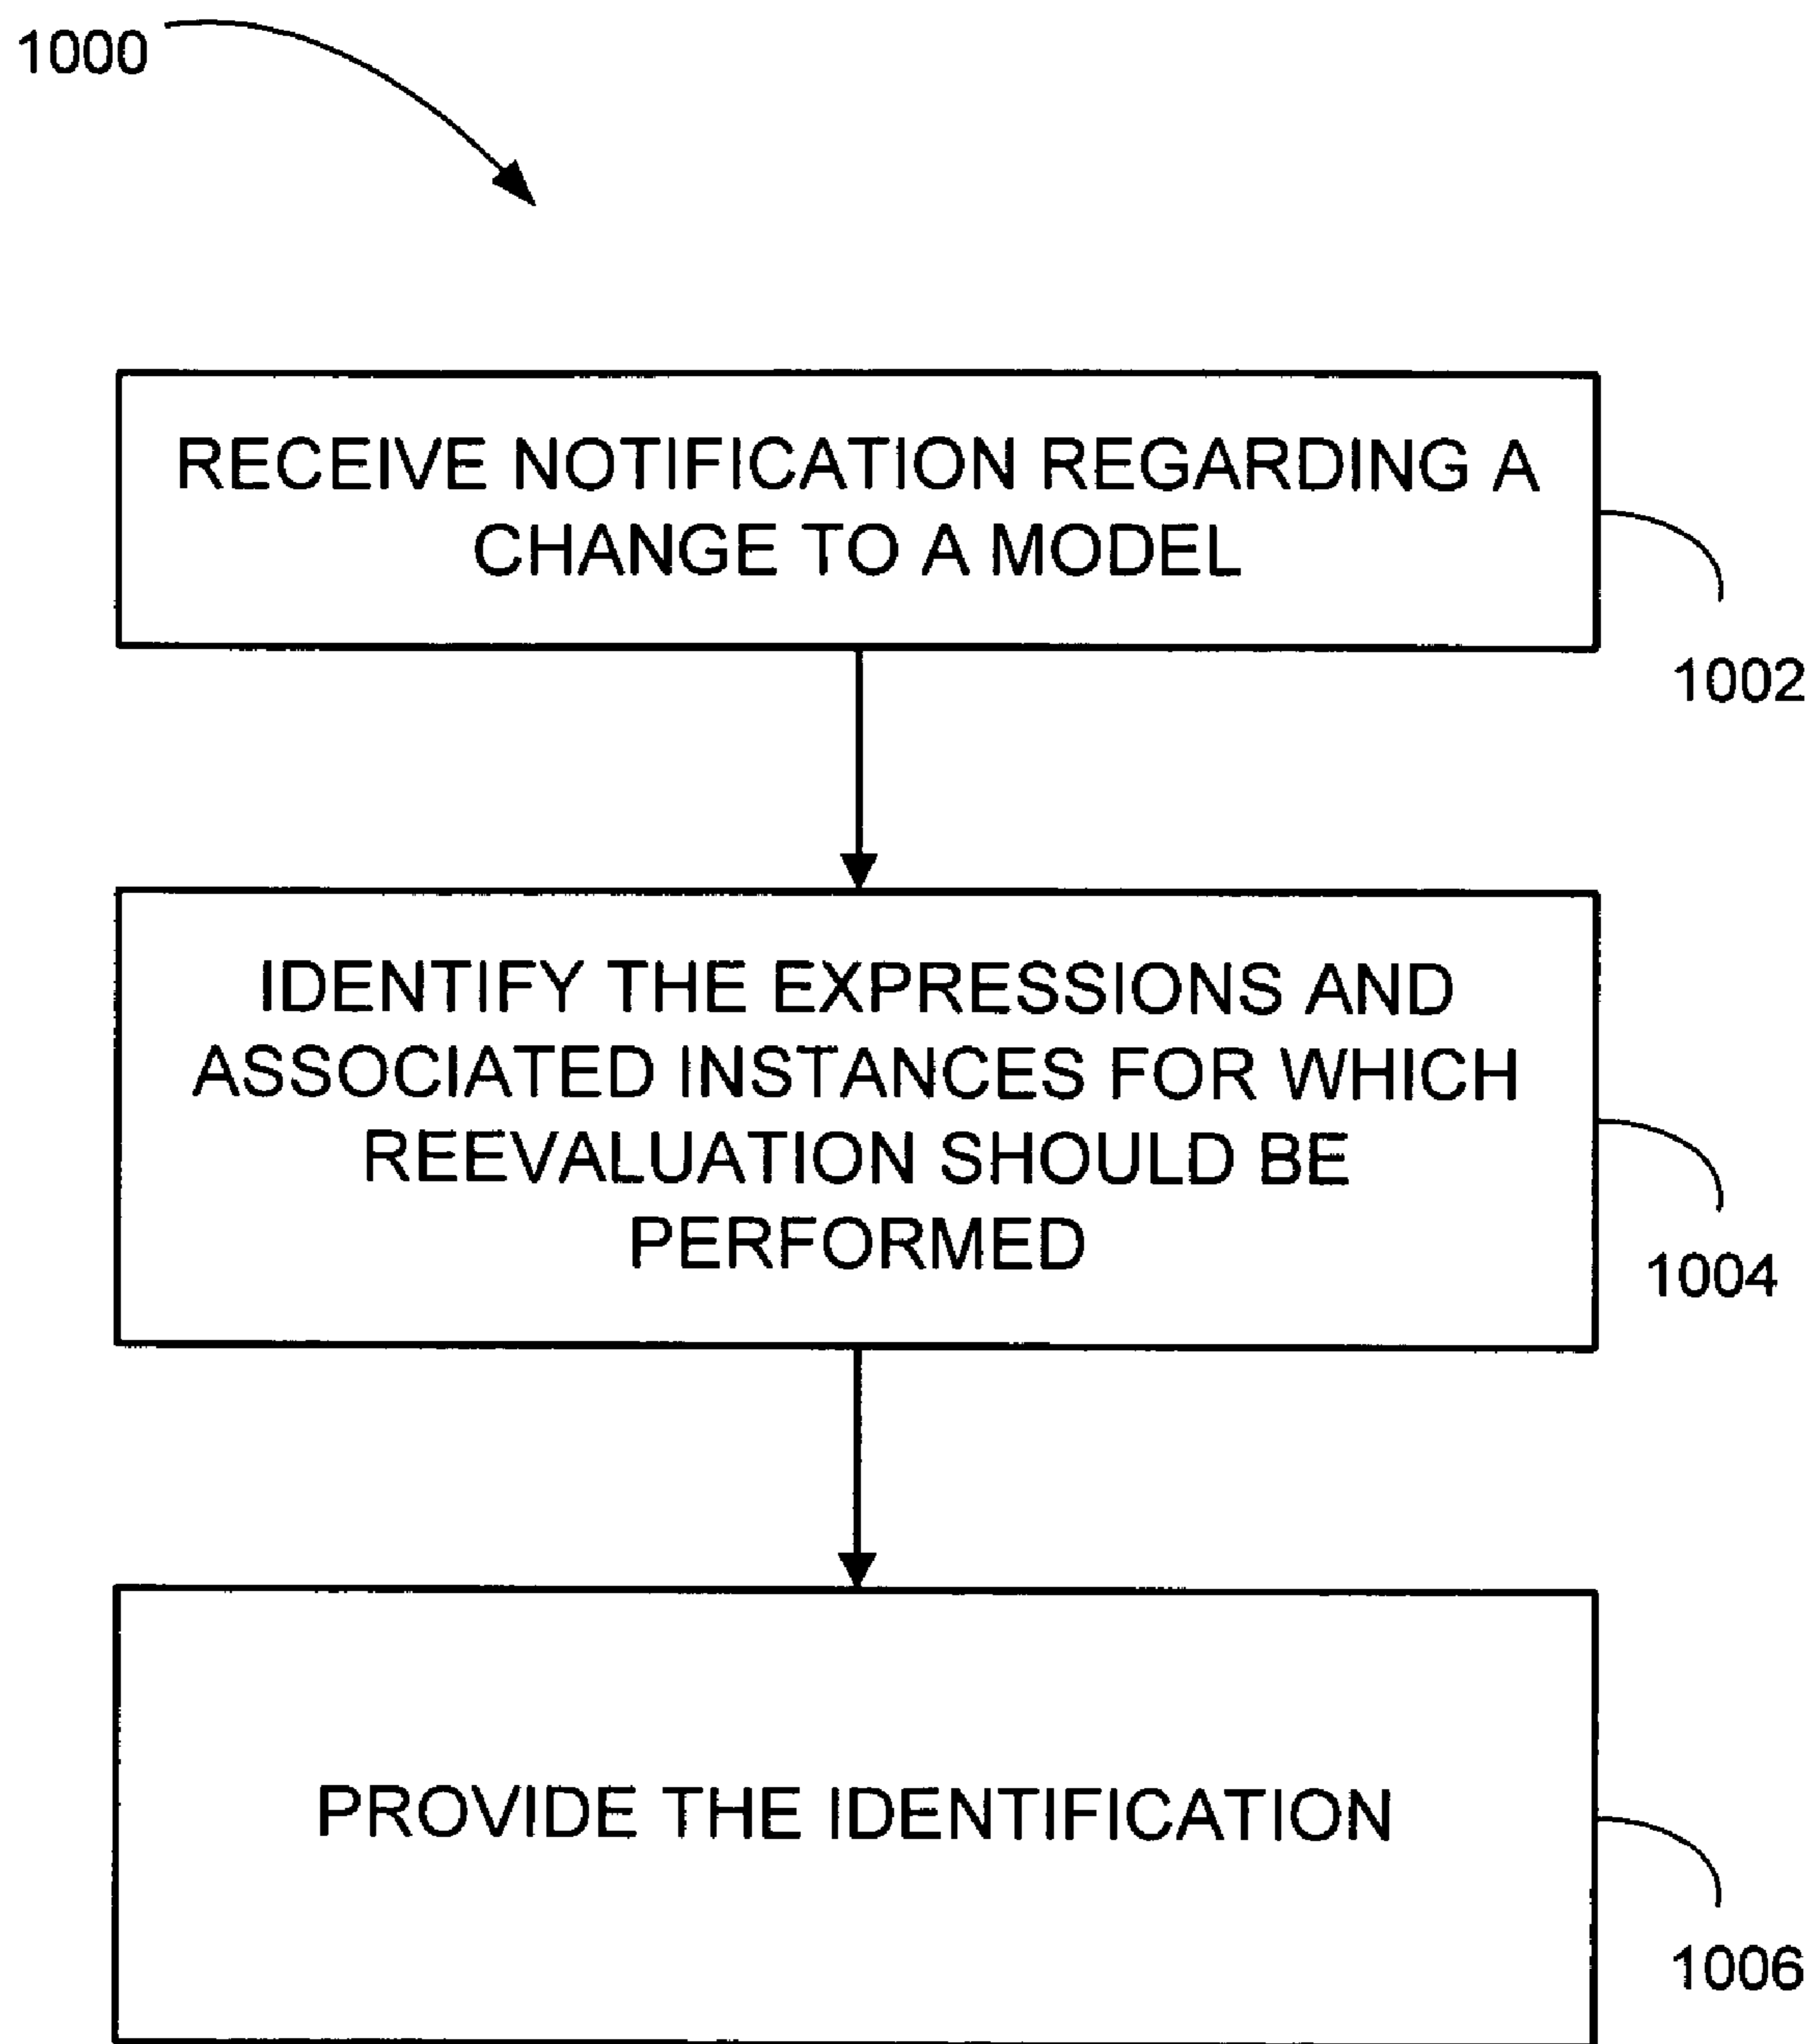 1000
RECEIVE NOTIFICATION REGARDING A
CHANGE TO A MODEL
1002
IDENTIFY THE EXPRESSIONS AND
ASSOCIATED INSTANCES FOR WHICH
REEVALUATION SHOULD BE
PERFORMED
1004
PROVIDE THE IDENTIFICATION
1006